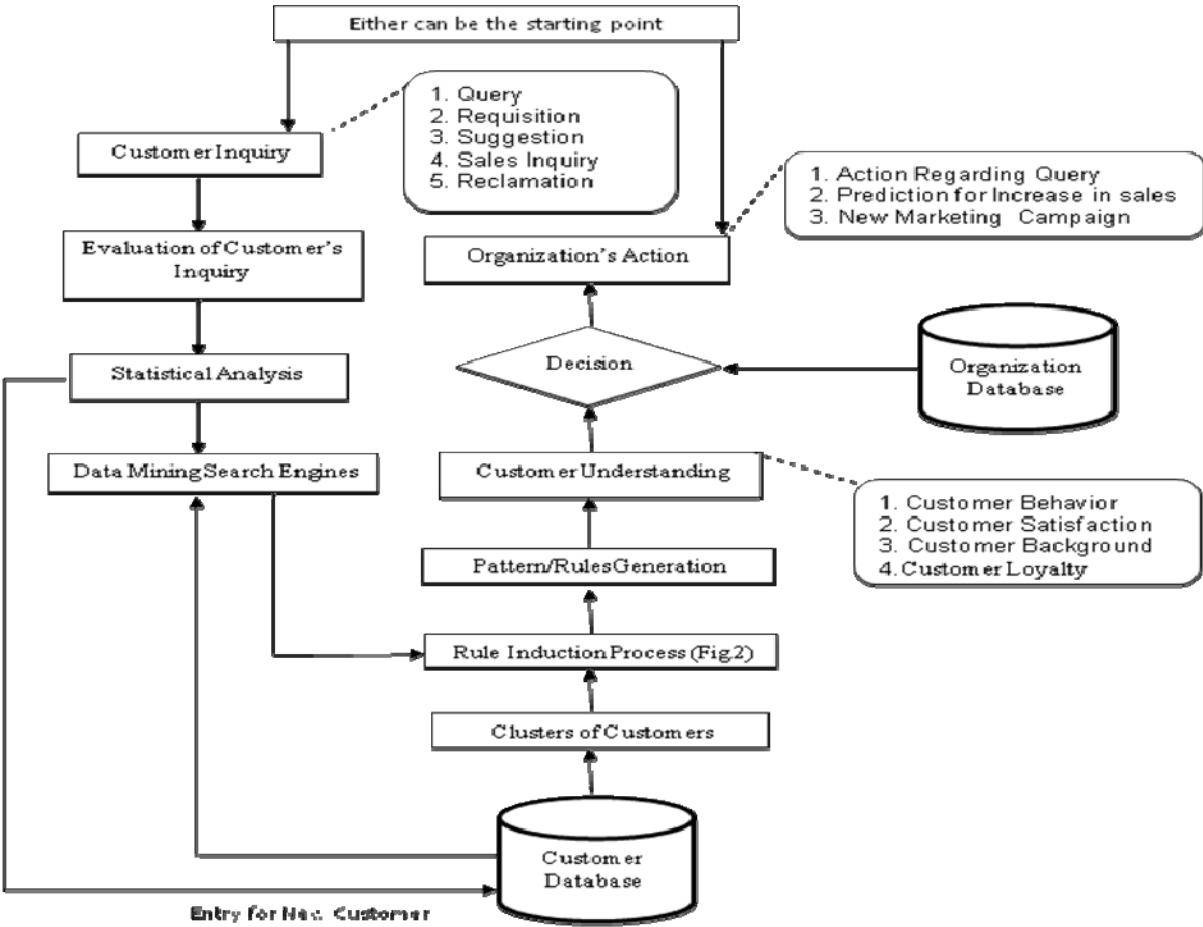 Either can be the starting point
1. Query
2. Requisition
3. Suggestion
4. Sales Inquiry
5. Reclamation
Customer Inquiry
1. Action Regarding Query
2. Prediction for Increase in sales
3. New Marketing Campaign
Evaluation of Customer's
Inquiry
Organization's Action
Statistical Analysis
Decision
Organization
Database
Data Mining Search Engines
Customer Understanding
1. Customer Behavior
2. Customer Satisfaction
3. Customer Background
4. Customer Loyalty
Pattern/Rules Generation
Rule Induction Process (Fig.2)
Clusters of Customers
Customer
Database
Entry for Customer